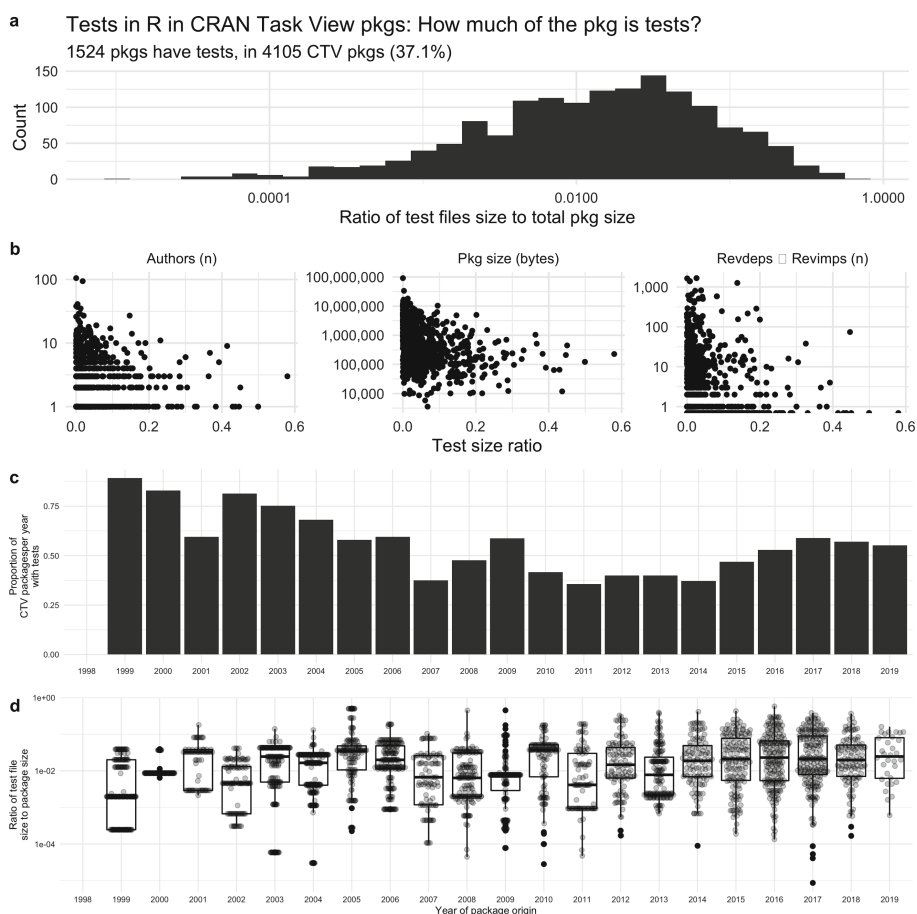 a
Tests in R in CRAN Task View pkgs: How much of the pkg is tests?
1524 pkgs have tests, in 4105 CTV pkgs (37.1%)
Count
150
100
50
0
0.0001 0.0100 1.0000
Ratio of test files size to total pkg size
b
Authors (n) Pkg size (bytes) Revdeps □ Revimps (n)
100
10
1
100,000,000
10,000,000
1,000,000
100,000
10,000
1,000
100
10
1
0.0 0.2 0.4 0.6 0.0 0.2 0.4 0.6 0.0 0.2 0.4 0.6
Test size ratio
c
Proportion of
CTV packagesper year
with tests
0.75
0.50
0.25
0.00
1998 1999 2000 2001 2002 2003 2004 2005 2006 2007 2008 2009 2010 2011 2012 2013 2014 2015 2016 2017 2018 2019
d
Ratio of test file
size to package size
1e+00
1e-02
1e-04
1998 1999 2000 2001 2002 2003 2004 2005 2006 2007 2008 2009 2010 2011 2012 2013 2014 2015 2016 2017 2018 2019
Year of package origin